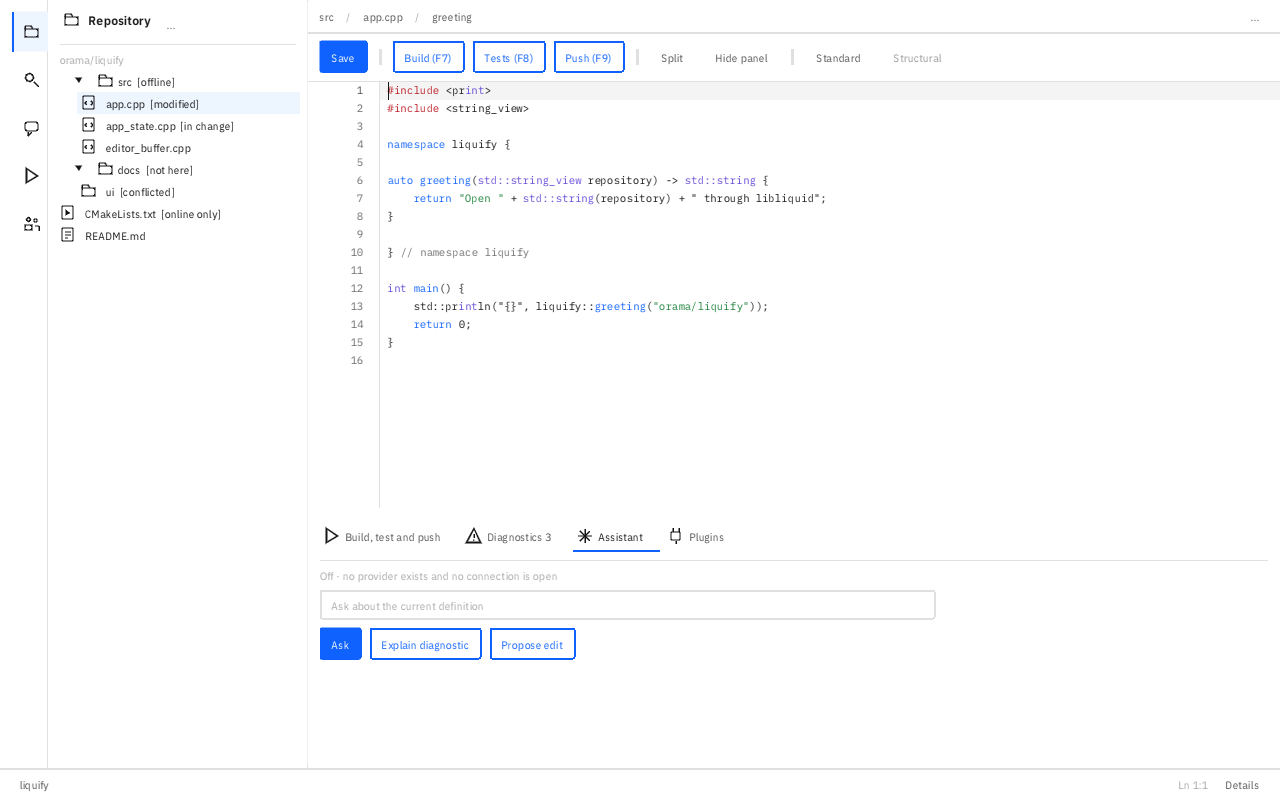 Repository
...
orama/liquify
src [offline]
app.cpp [modified]
app_state.cpp [in change]
editor_buffer.cpp
docs [not here]
ui [conflicted]
CMakeLists.txt [online only]
README.md
src / app.cpp / greeting
...
Save Build (F7) Tests (F8) Push (F9) Split Hide panel Standard Structural
1 #include <print>
2 #include <string_view>
3
4 namespace liquify {
5
6 auto greeting(std::string_view repository) -> std::string {
7     return "Open " + std::string(repository) + " through libliquid";
8 }
9
10 } // namespace liquify
11
12 int main() {
13     std::println("{}", liquify::greeting("orama/liquify"));
14     return 0;
15 }
16
Build, test and push Diagnostics 3 Assistant Plugins
Off · no provider exists and no connection is open
Ask about the current definition
Ask Explain diagnostic Propose edit
liquify Ln 1:1 Details